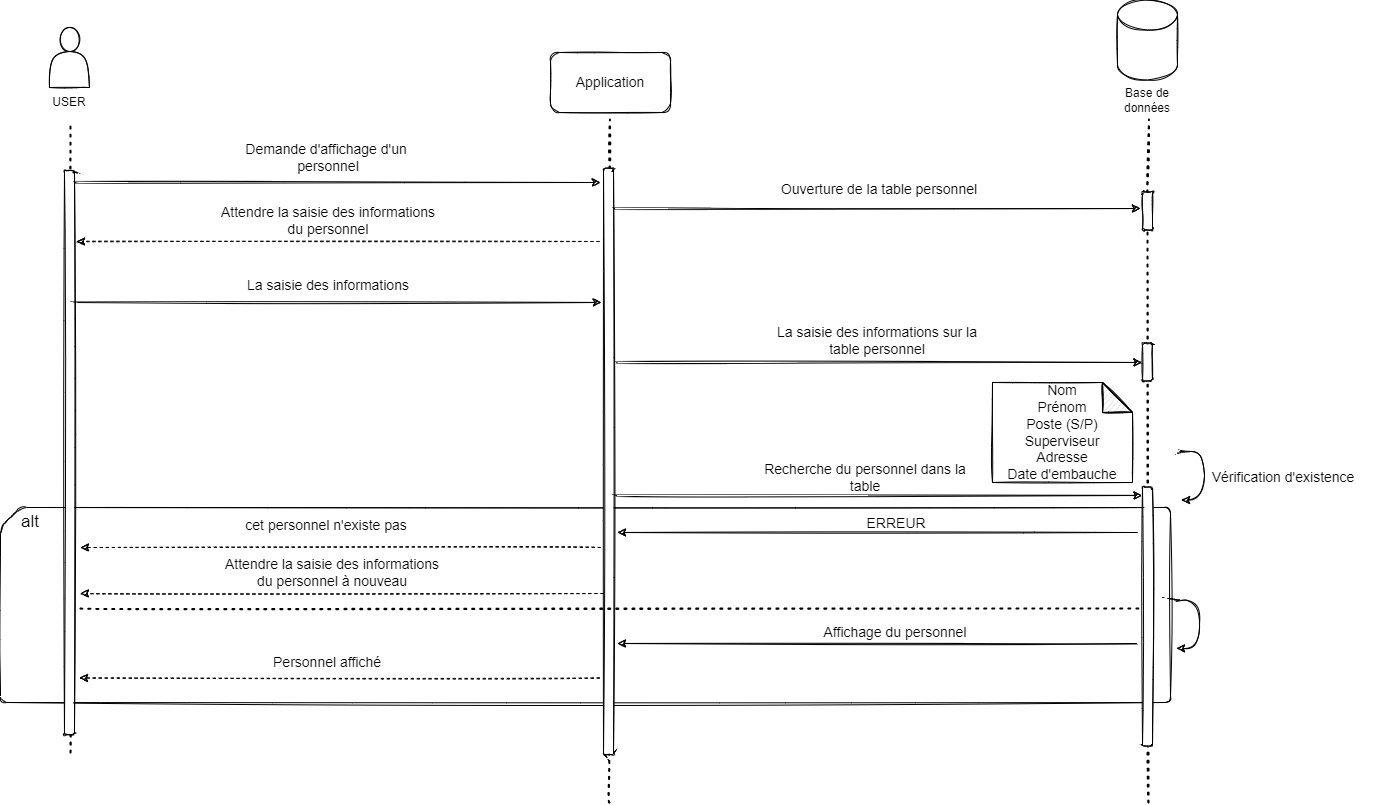 USER
Application
Base de
données
Demande d'affichage d'un
personnel
Ouverture de la table personnel
Attendre la saisie des informations
du personnel
La saisie des informations
La saisie des informations sur la
table personnel
Nom
Prénom
Poste (S/P)
Superviseur
Adresse
Date d'embauche
Recherche du personnel dans la
table
Vérification d'existence
alt
cet personnel n'existe pas
ERREUR
Attendre la saisie des informations
du personnel à nouveau
Affichage du personnel
Personnel affiché